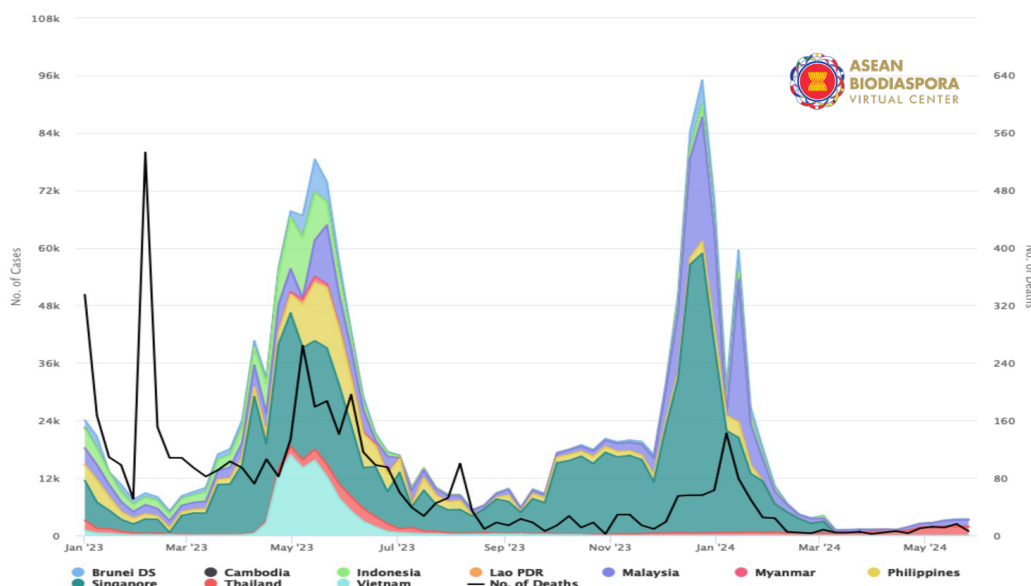 108k
96k
84k
72k
60k
48k
36k
24k
12k
0
No. of Cases
640
560
480
400
320
240
160
80
0
No. of Deaths
ASEAN
BIODIASPORA
VIRTUAL CENTER
Jan '23 Mar '23 May '23 Jul '23 Sep '23 Nov '23 Jan '24 Mar '24 May '24
Brunei DS Cambodia Indonesia Lao PDR Malaysia Myanmar Philippines
Singapore Thailand Vietnam No. of Deaths